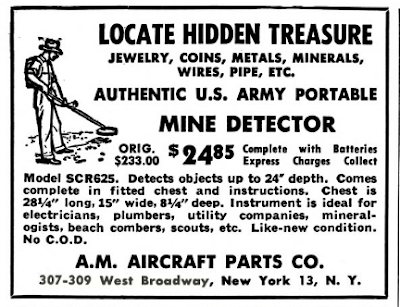 LOCATE HIDDEN TREASURE
JEWELRY, COINS, METALS, MINERALS,
WIRES, PIPE, ETC.
AUTHENTIC U.S. ARMY PORTABLE
MINE DETECTOR
ORIG. $233.00 $24.85 Complete with Batteries
Express Charges Collect
Model SCR625. Detects objects up to 24" depth. Comes
complete in fitted chest and instructions. Chest is
28¼" long, 15" wide, 8¼" deep. Instrument is ideal for
electricians, plumbers, utility companies, mineral-
ogists, beach combers, scouts, etc. Like-new condition.
No C.O.D.
A.M. AIRCRAFT PARTS CO.
307-309 West Broadway, New York 13, N. Y.